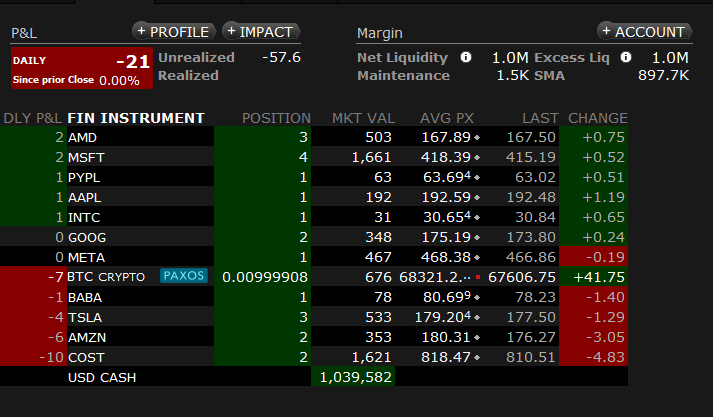 P&L + PROFILE + IMPACT Margin + ACCOUNT
DAILY -21 Unrealized -57.6 Net Liquidity 1.0M Excess Liq 1.0M
Since prior Close 0.00% Realized Maintenance 1.5K SMA 897.7K
DLY P&L FIN INSTRUMENT POSITION MKT VAL AVG PX LAST CHANGE
2 AMD 3 503 167.89 167.50 +0.75
2 MSFT 4 1,661 418.39 415.19 +0.52
1 PYPL 1 63 63.69⁴ 63.02 +0.51
1 AAPL 1 192 192.59 192.48 +1.19
1 INTC 1 31 30.65⁴ 30.84 +0.65
0 GOOG 2 348 175.19 173.80 +0.24
0 META 1 467 468.38 466.86 -0.19
-7 BTC CRYPTO PAXOS 0.00999908 676 68321.2... 67606.75 +41.75
-1 BABA 1 78 80.69⁹ 78.23 -1.40
-4 TSLA 3 533 179.20⁴ 177.50 -1.29
-6 AMZN 2 353 180.31 176.27 -3.05
-10 COST 2 1,621 818.47 810.51 -4.83
USD CASH 1,039,582